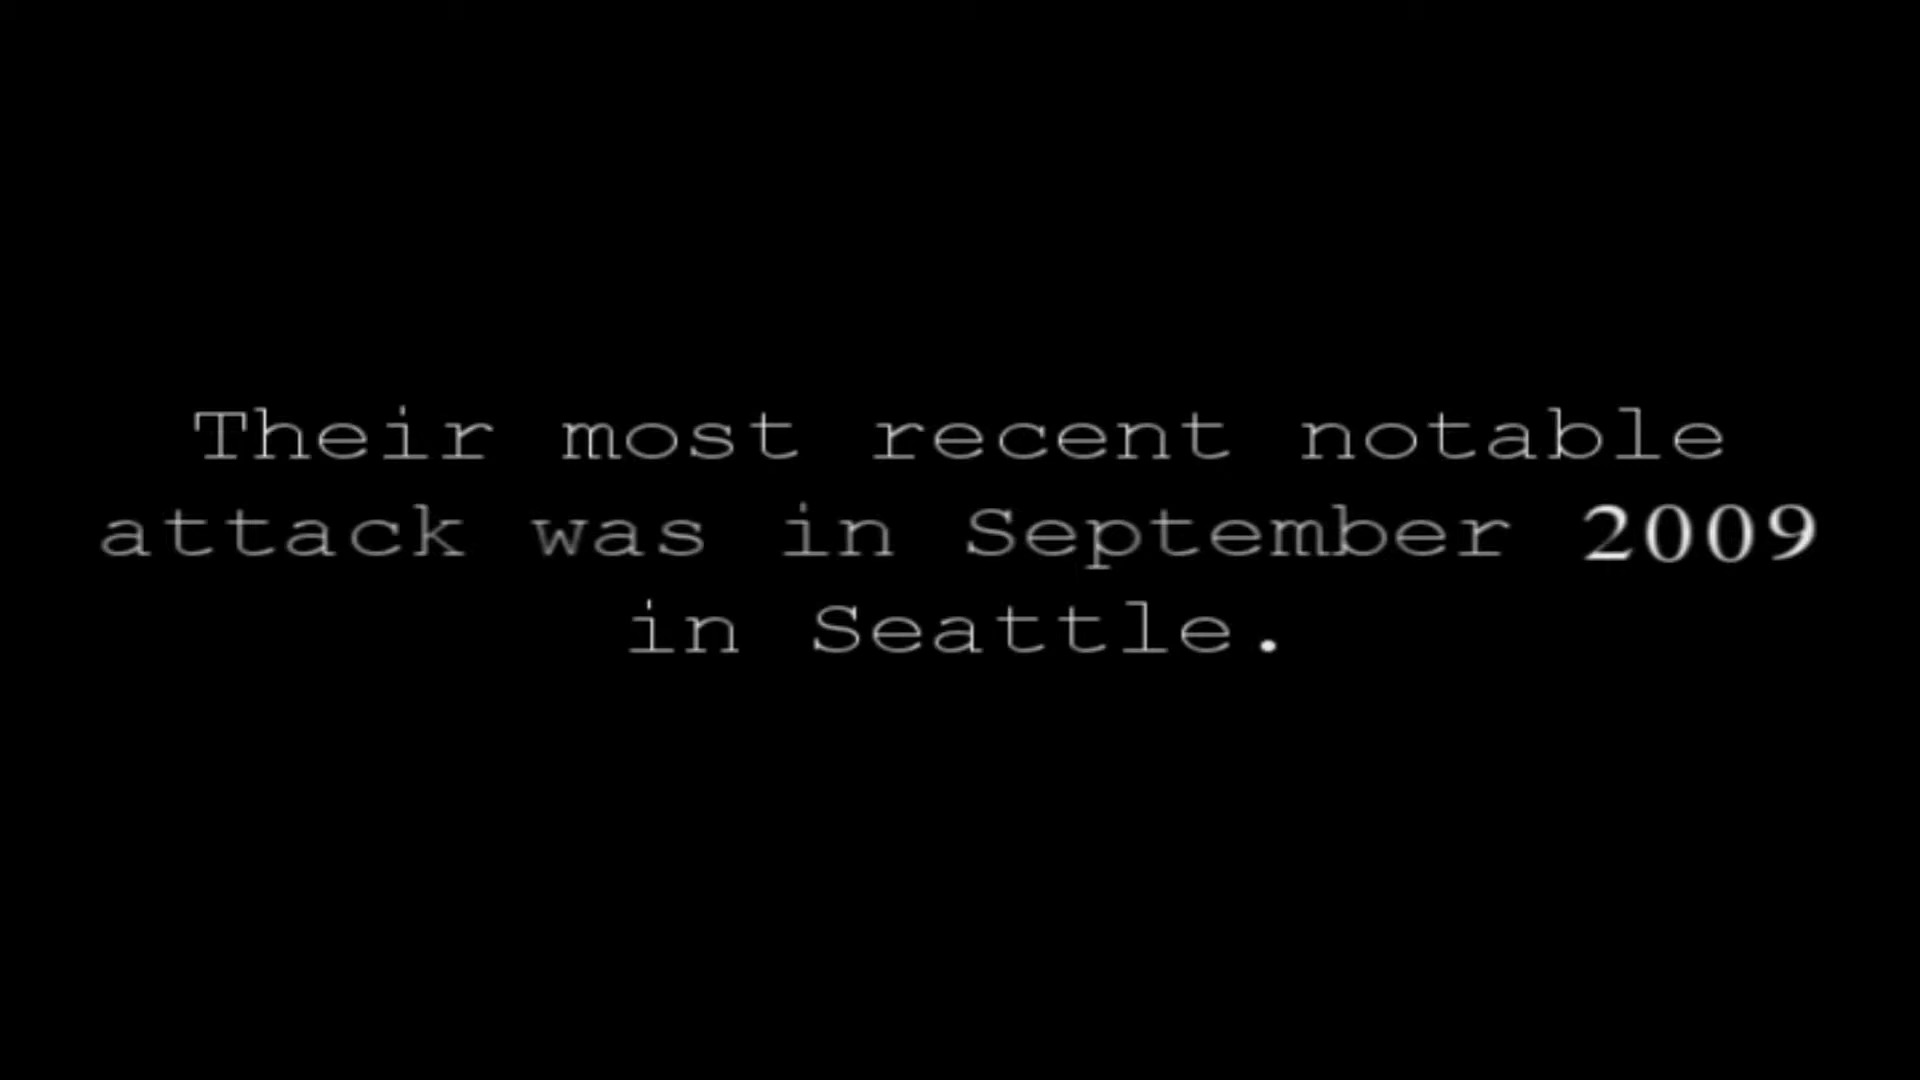 Their most recent notable
attack was in September 2009
in Seattle.